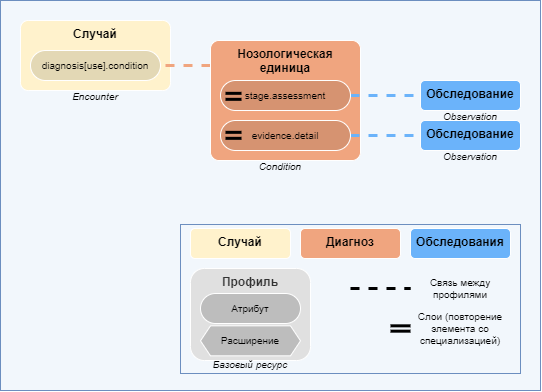 Случай
diagnosis[use].condition
Encounter
Нозологическая
единица
stage.assessment
evidence.detail
Condition
Обследование
Observation
Обследование
Observation
Случай
Диагноз
Обследования
Профиль
Атрибут
Расширение
Базовый ресурс
Связь между
профилями
Слои (повторение
элемента со
специализацией)